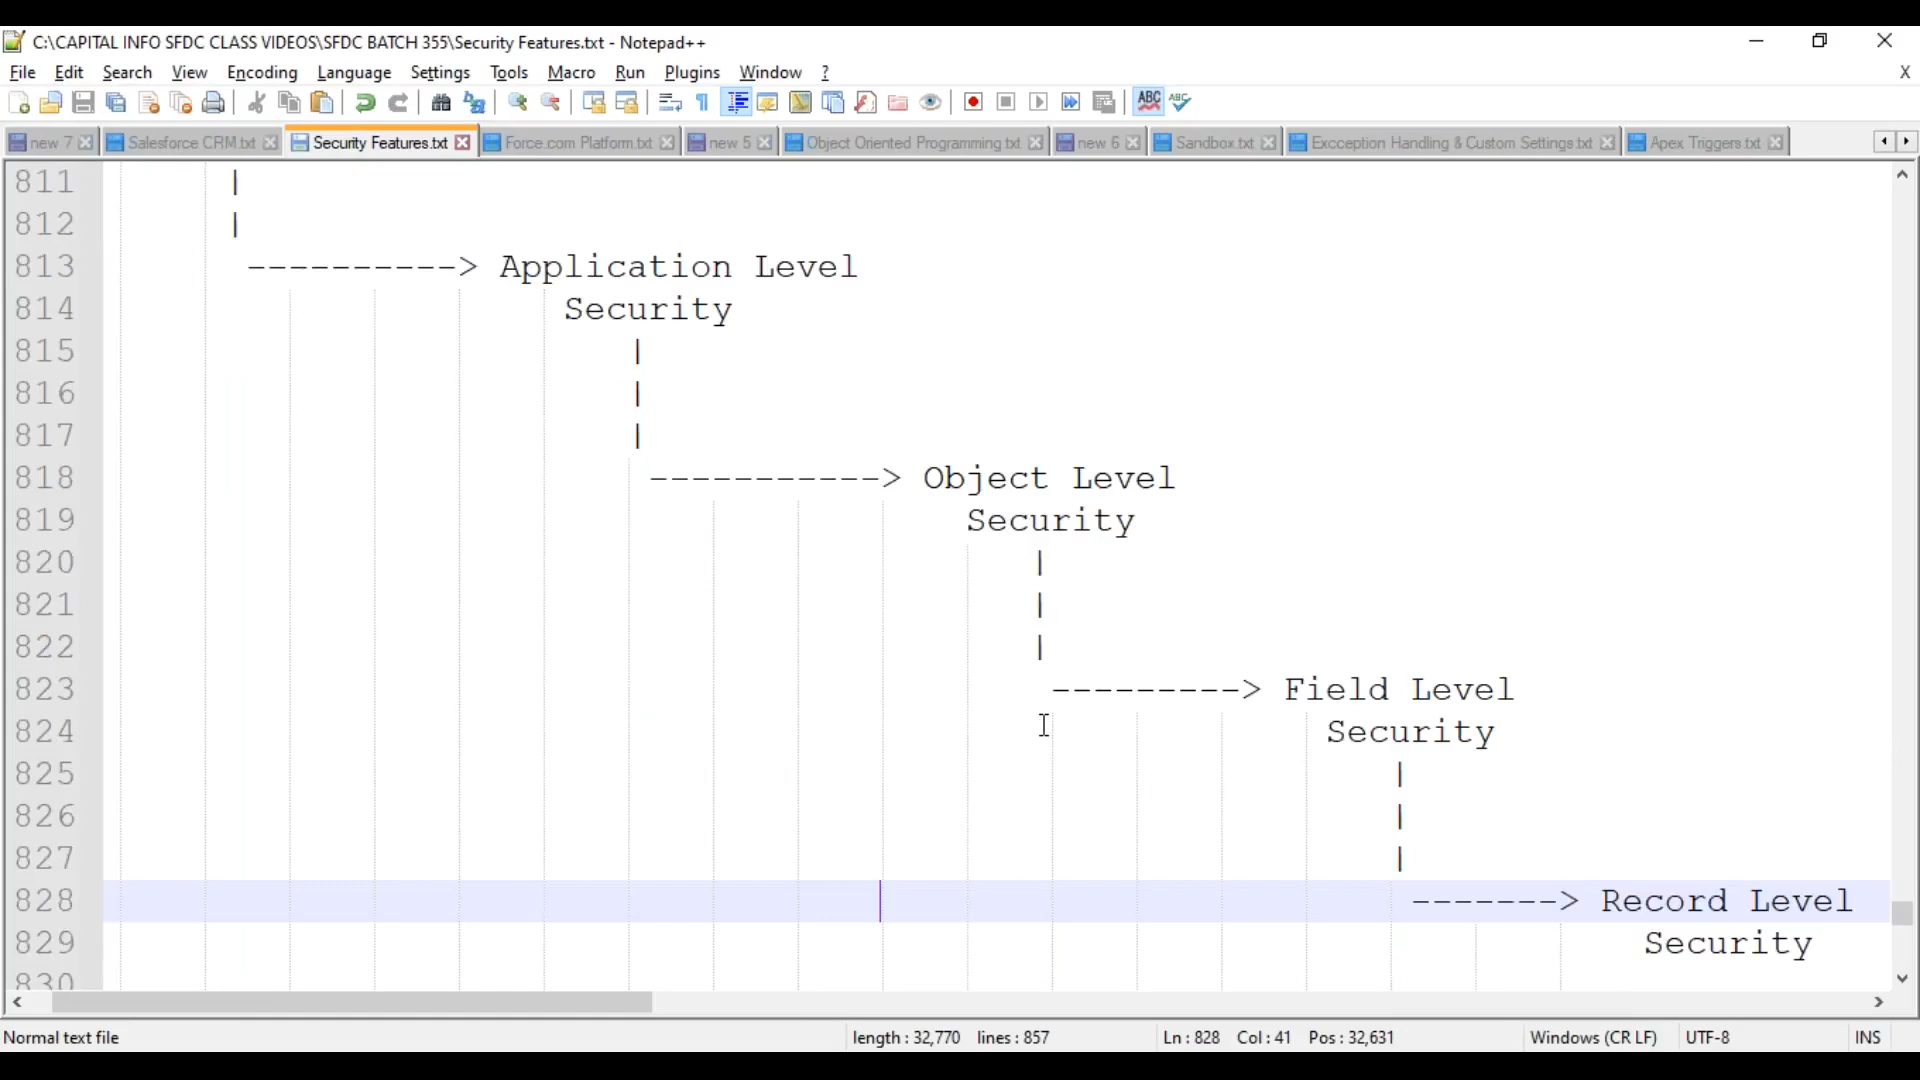 C:\CAPITAL INFO SFDC CLASS VIDEOS\SFDC BATCH 355\Security Features.txt - Notepad++
File Edit Search View Encoding Language Settings Tools Macro Run Plugins Window ? X
new 7 Salesforce CRM.txt Security Features.txt Force.com Platform.txt new 5 Object Oriented Programming.txt new 6 Sandbox.txt Excception Handling & Custom Settings.txt Apex Triggers.txt
811 |
812 |
813 ----------> Application Level
814 Security
815 |
816 |
817 |
818 -----------> Object Level
819 Security
820 |
821 |
822 |
823 ---------> Field Level
824 Security
825 |
826 |
827 |
828 -------> Record Level
829 Security
830
Normal text file length : 32,770 lines : 857 Ln : 828 Col : 41 Pos : 32,631 Windows (CR LF) UTF-8 INS